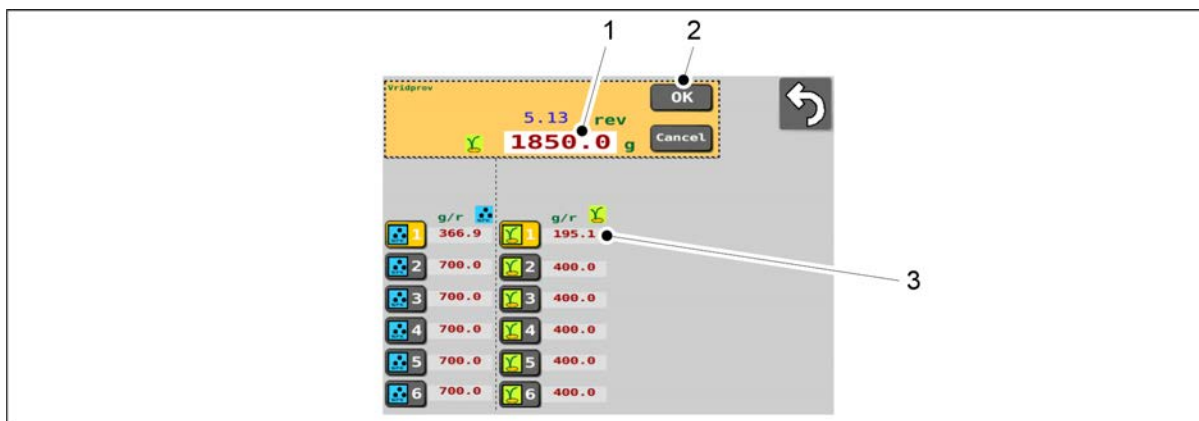 1 2
Vridprov
OK
5.13 rev
1850.0 g
Cancel
g/r g/r
1 366.9 1 195.1
3
2 700.0 2 400.0
3 700.0 3 400.0
4 700.0 4 400.0
5 700.0 5 400.0
6 700.0 6 400.0